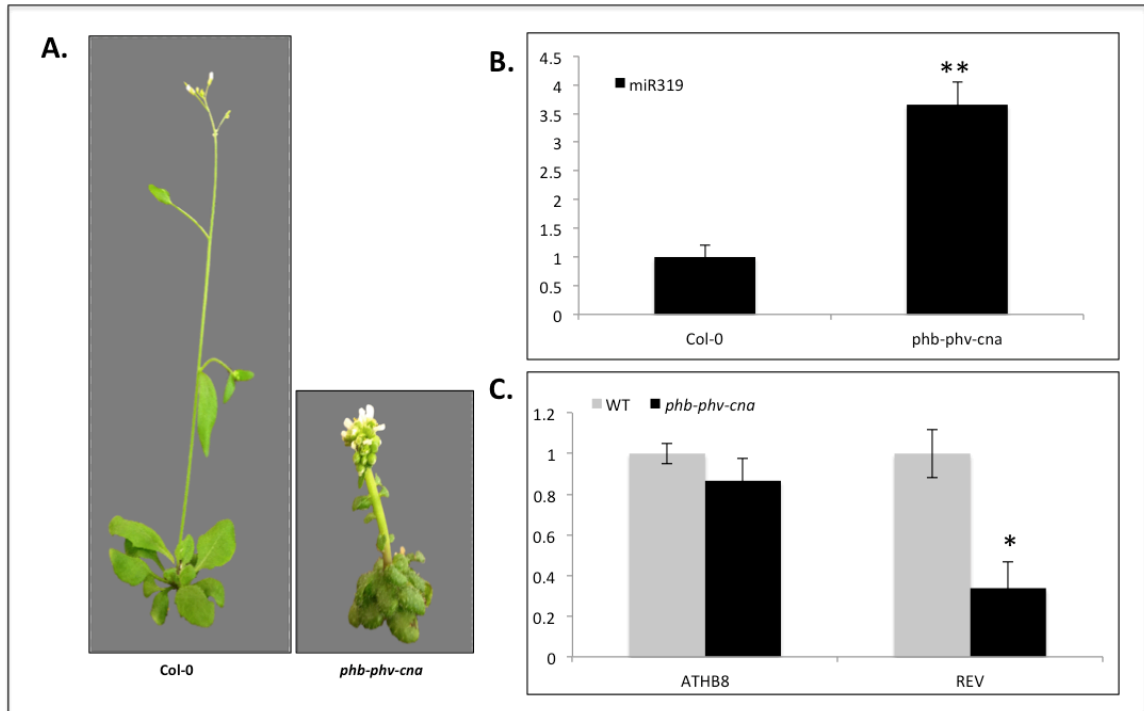 A.
Col-0
phb-phv-cna
B.
miR319
**
4.5
4
3.5
3
2.5
2
1.5
1
0.5
0
Col-0
phb-phv-cna
C.
WT phb-phv-cna
1.2
1
0.8
0.6
0.4
0.2
0
*
ATHB8
REV